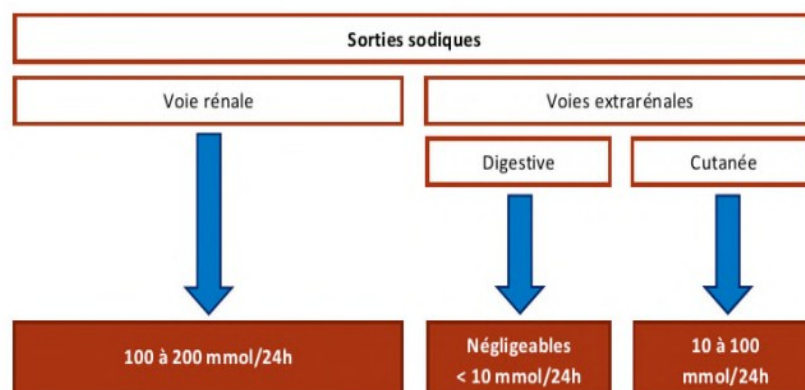 Sorties sodiques
Voie rénale
Voies extrarénales
Digestive
Cutanée
100 à 200 mmol/24h
Négligeables
< 10 mmol/24h
10 à 100
mmol/24h